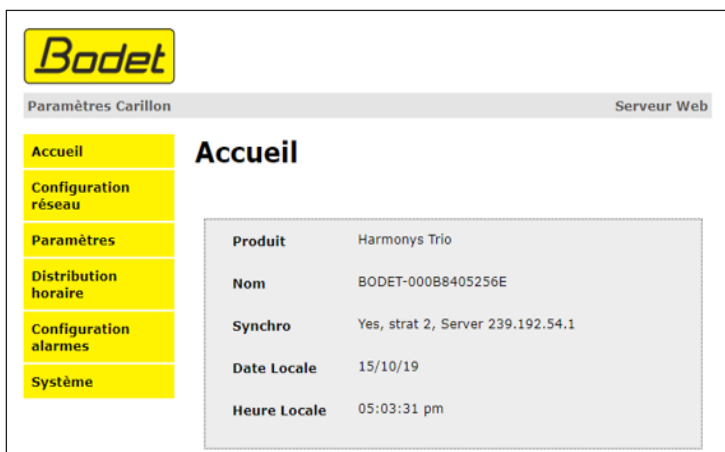 Bodet
Paramètres Carillon Serveur Web
Accueil
Configuration
réseau
Paramètres
Distribution
horaire
Configuration
alarmes
Système
Accueil
Produit Harmonys Trio
Nom BODET-000B8405256E
Synchro Yes, strat 2, Server 239.192.54.1
Date Locale 15/10/19
Heure Locale 05:03:31 pm